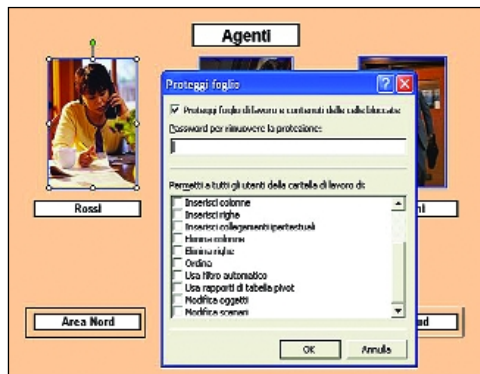 Agenti
Proteggi foglio
Proteggi foglio di lavoro e contenuti delle celle bloccate
Password per rimuovere la protezione:
Permetti a tutti gli utenti della cartella di lavoro di:
Inserisci colonne
Inserisci righe
Inserisci collegamenti ipertestuali
Elimina colonne
Elimina righe
Ordina
Usa filtro automatico
Usa rapporti di tabella pivot
Modifica oggetti
Modifica scenari
OK Annulla
Rossi
Area Nord